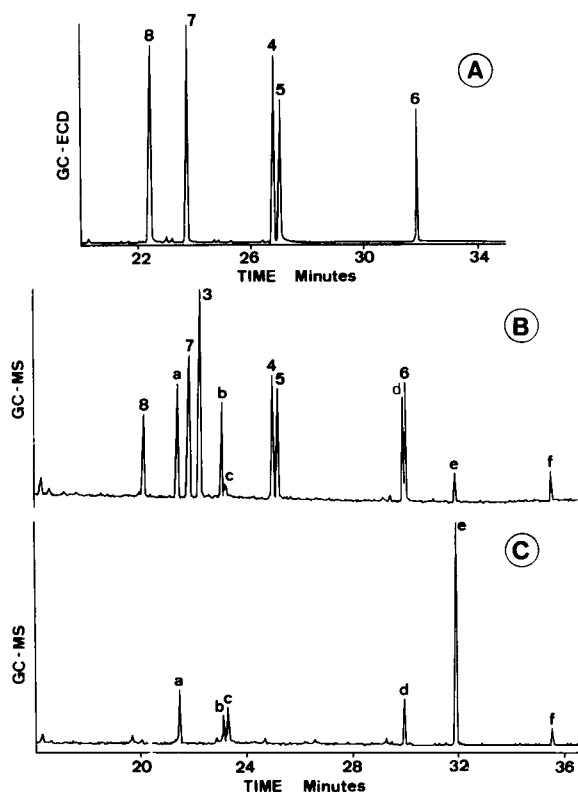 8 7 4 5 6
A
GC-ECD
22 26 30 34
TIME Minutes
3
8 a 7 b c 4 5 d 6 e f
B
GC-MS
e
C
a b c d f
GC-MS
20 24 28 32 36
TIME Minutes